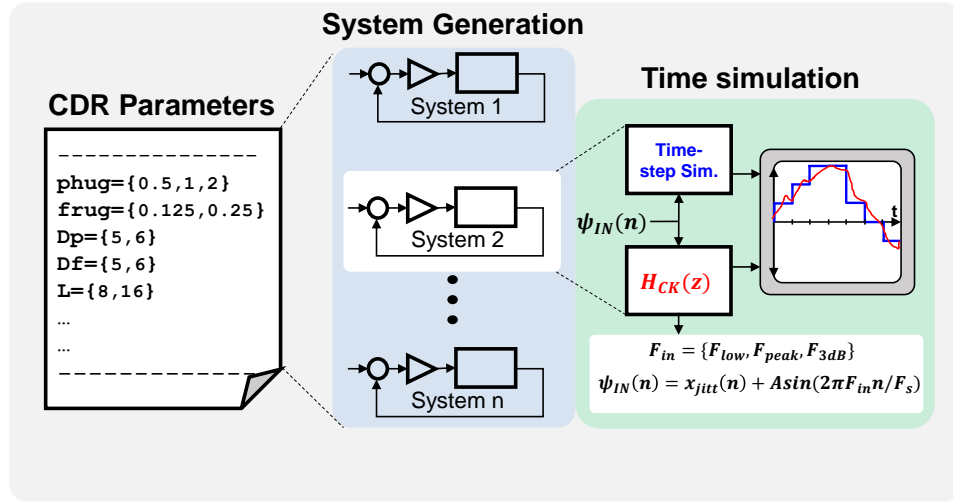 System Generation
Time simulation
CDR Parameters
System 1
System 2
System n
---------------
phug={0.5,1,2}
frug={0.125,0.25}
Dp={5,6}
Df={5,6}
L={8,16}
…
…
---------------
Time-
step Sim.
ψ_IN(n)
H_CK(z)
t
F_in = {F_low, F_peak, F_3dB}
ψ_IN(n) = x_jitt(n) + Asin(2πF_in n/F_S)